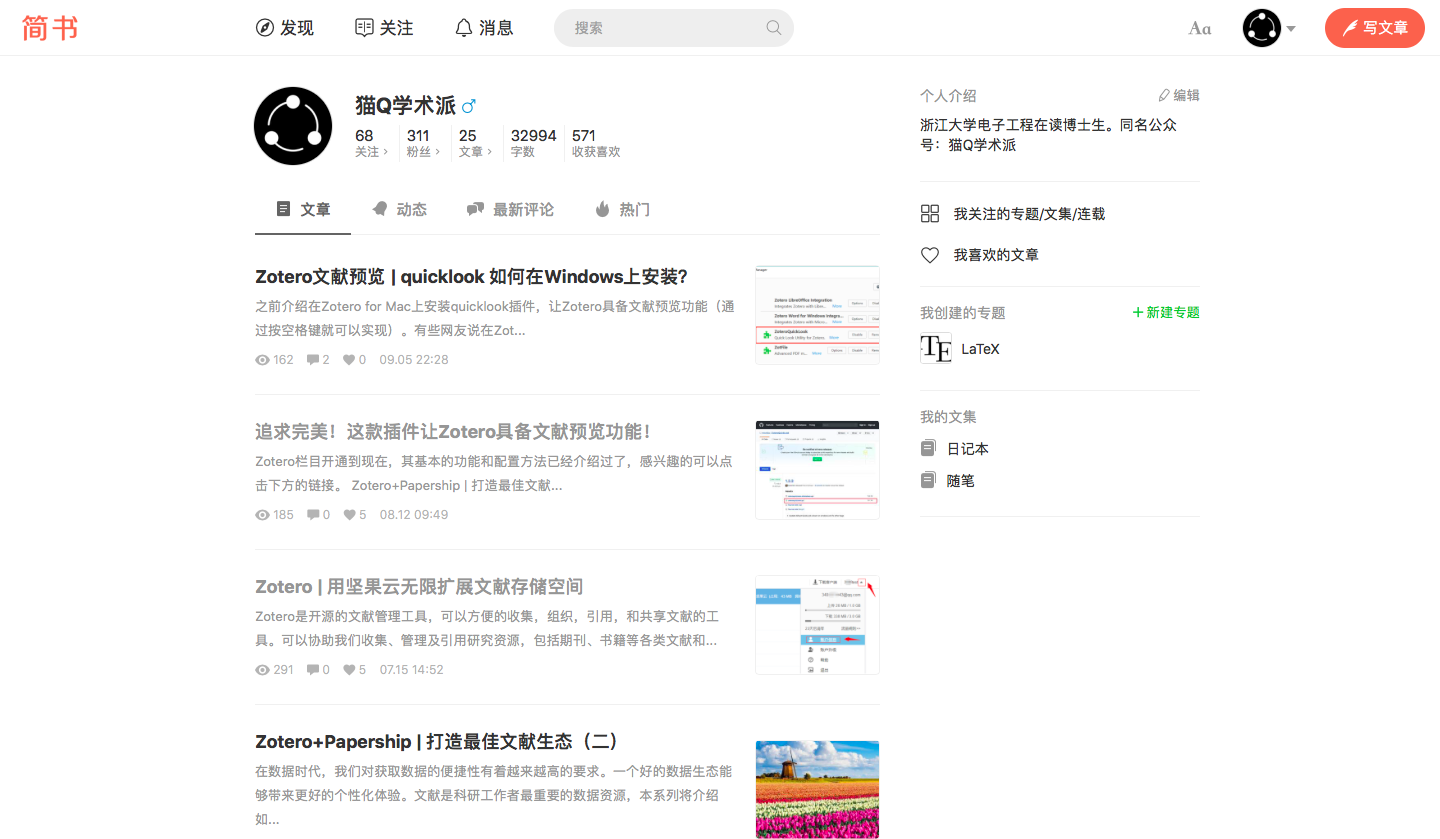 简书
发现
关注
消息
搜索
Aa
写文章
猫Q学术派
68 311 25 32994 571
关注 粉丝 文章 字数 收获喜欢
文章 动态 最新评论 热门
Zotero文献预览 | quicklook 如何在Windows上安装?
之前介绍在Zotero for Mac上安装quicklook插件，让Zotero具备文献预览功能（通
过按空格键就可以实现）。有些网友说在Zot...
162 2 0 09.05 22:28
追求完美！这款插件让Zotero具备文献预览功能！
Zotero栏目开通到现在，其基本的功能和配置方法已经介绍过了，感兴趣的可以点
击下方的链接。 Zotero+Papership | 打造最佳文献...
185 0 5 08.12 09:49
Zotero | 用坚果云无限扩展文献存储空间
Zotero是开源的文献管理工具，可以方便的收集，组织，引用，和共享文献的工
具。可以协助我们收集、管理及引用研究资源，包括期刊、书籍等各类文献和...
291 0 5 07.15 14:52
Zotero+Papership | 打造最佳文献生态（二）
在数据时代，我们对获取数据的便捷性有着越来越高的要求。一个好的数据生态能
够带来更好的个性化体验。文献是科研工作者最重要的数据资源，本系列将介绍
如...
个人介绍 编辑
浙江大学电子工程在读博士生。同名公众
号：猫Q学术派
我关注的专题/文集/连载
我喜欢的文章
我创建的专题 + 新建专题
LaTeX
我的文集
日记本
随笔